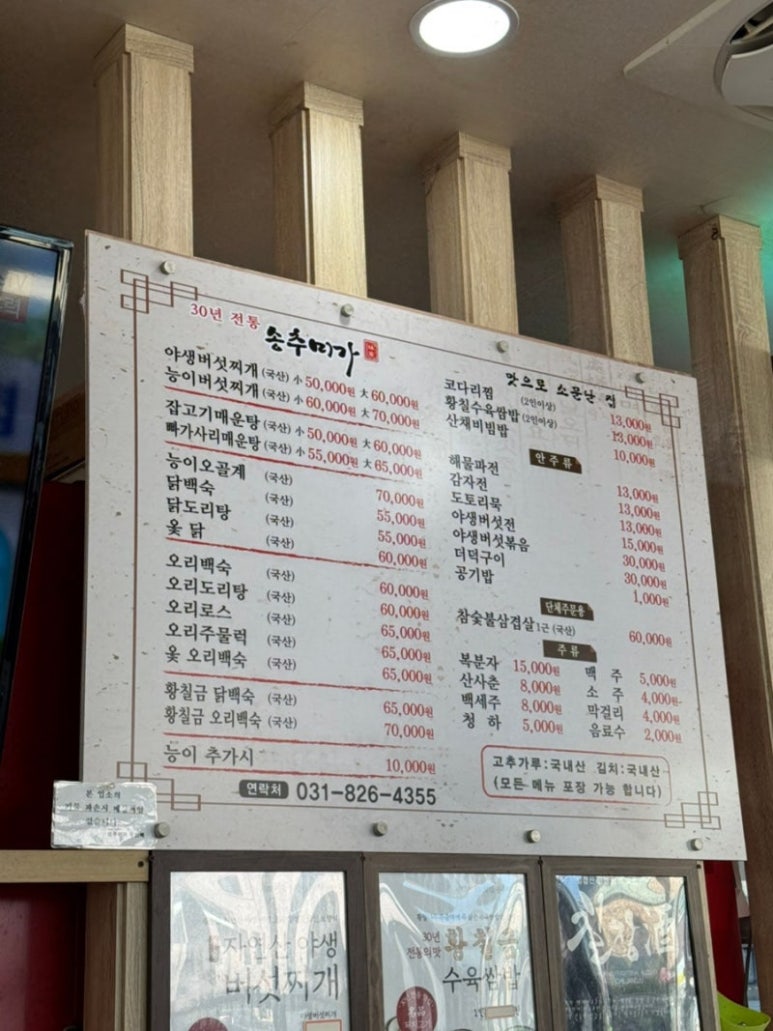 30년 전통
송추미가
맛으로 소문난 집
야생버섯찌개 (국산) 小 50,000원 大 60,000원
능이버섯찌개 (국산) 小 60,000원 大 70,000원
잡고기매운탕 (국산) 小 50,000원 大 60,000원
빠가사리매운탕 (국산) 小 55,000원 大 65,000원
능이오골계 (국산) 70,000원
닭백숙 (국산) 55,000원
닭도리탕 (국산) 55,000원
옻 닭 (국산) 60,000원
오리백숙 (국산) 60,000원
오리도리탕 (국산) 60,000원
오리로스 (국산) 65,000원
오리주물럭 (국산) 65,000원
옻 오리백숙 (국산) 65,000원
황칠금 닭백숙 (국산) 65,000원
황칠금 오리백숙 (국산) 70,000원
능이 추가시 10,000원
연락처 031-826-4355
코다리찜 (2인이상) 13,000원
황칠수육쌈밥 (2인이상) 13,000원
산채비빔밥 10,000원
안주류
해물파전 13,000원
감자전 13,000원
도토리묵 13,000원
야생버섯전 15,000원
야생버섯볶음 30,000원
더덕구이 30,000원
공기밥 1,000원
단체주문용
참숯불삼겹살 1근 (국산) 60,000원
주류
복분자 15,000원 맥 주 5,000원
산사춘 8,000원 소 주 4,000원
백세주 8,000원 막걸리 4,000원
청 하 5,000원 음료수 2,000원
고추가루:국내산 김치:국내산
(모든 메뉴 포장 가능 합니다)
본 업소의
자연산 야생
버섯찌개
야생버섯찌개
30년
전통의맛
황칠
수육쌈밥